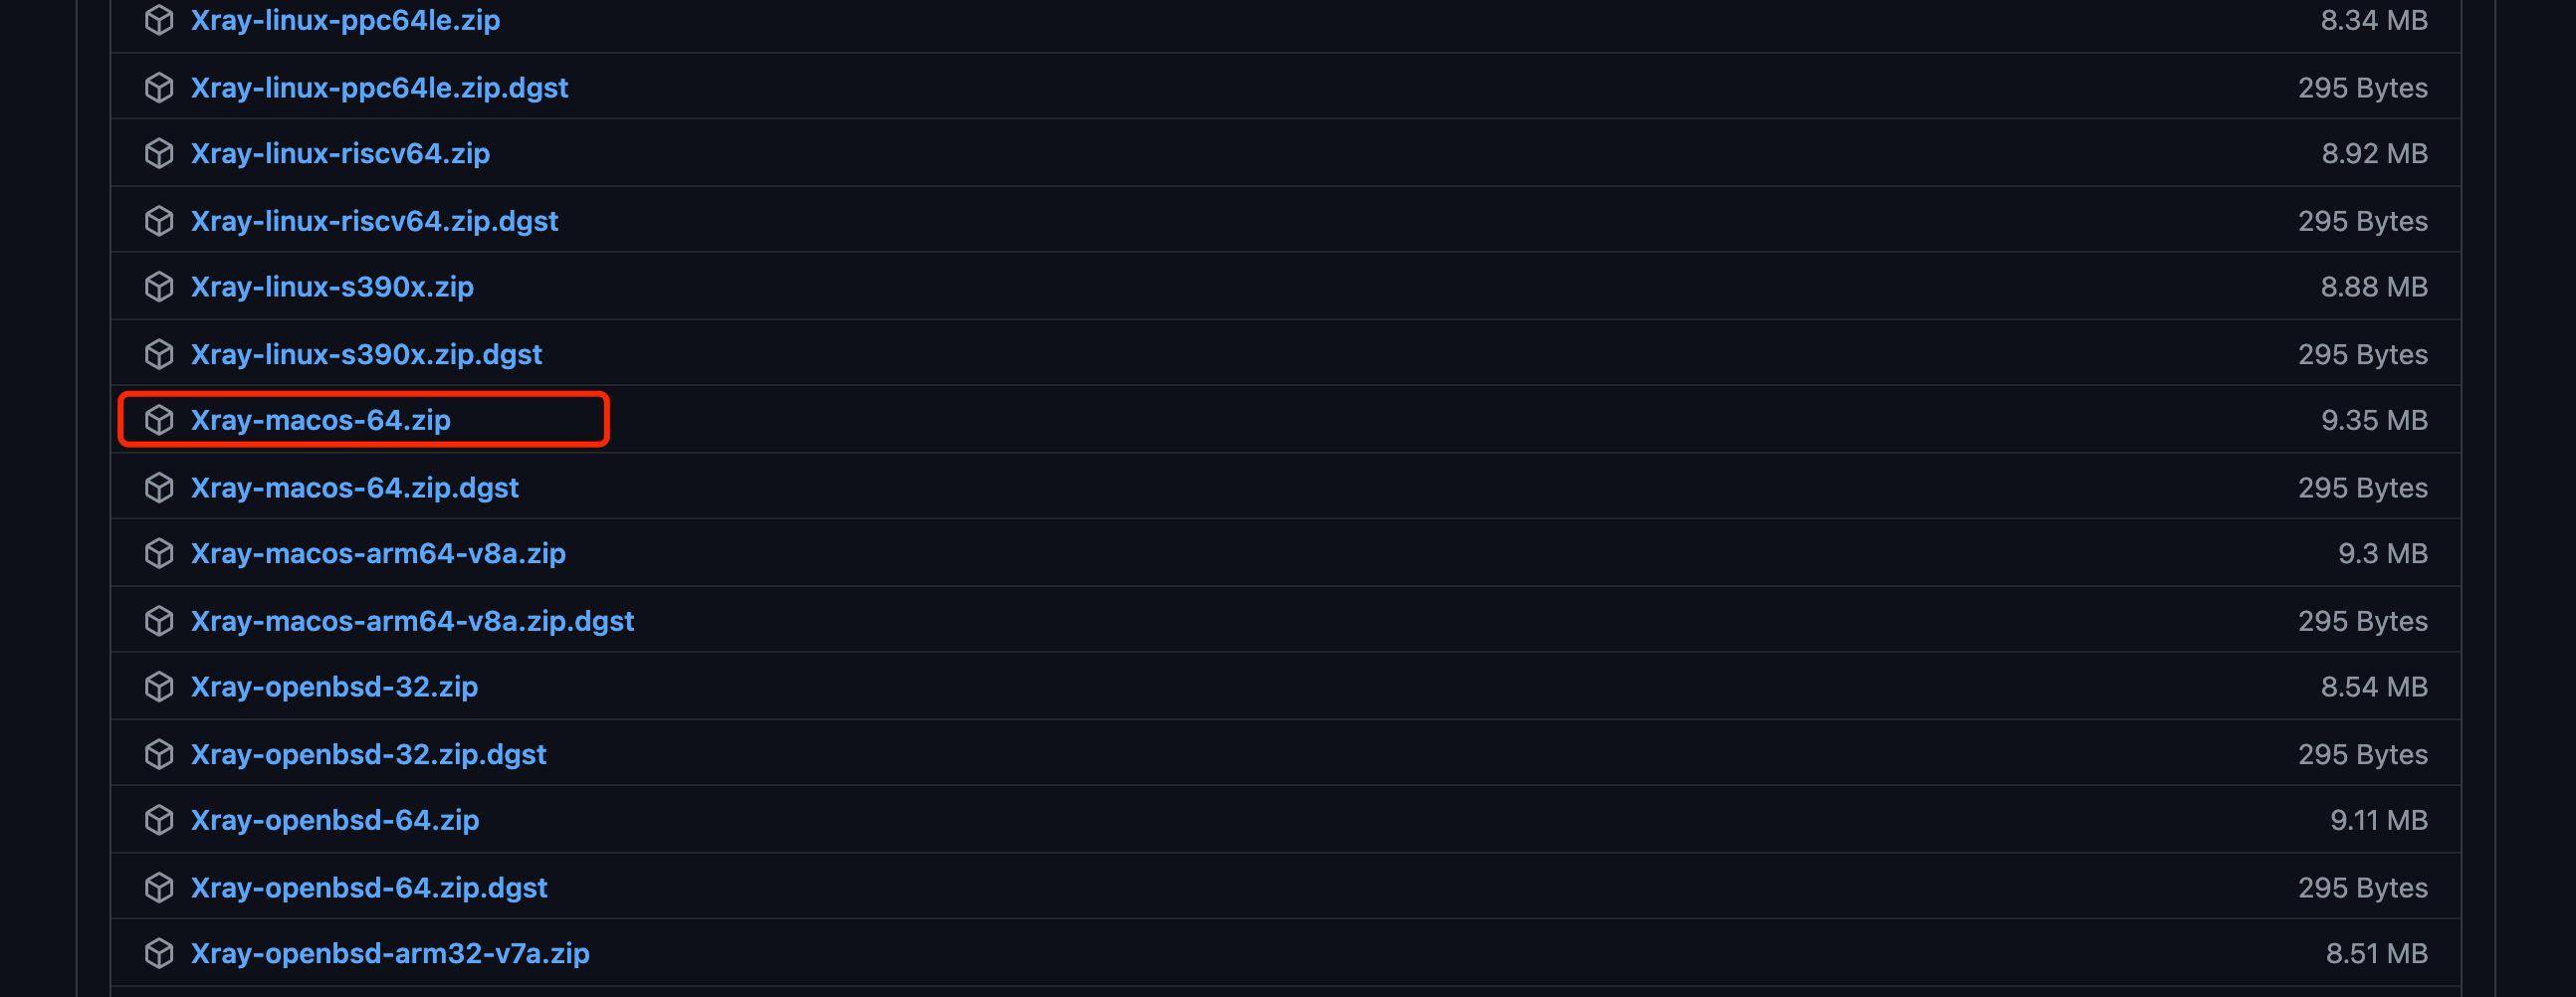 Xray-linux-ppc64le.zip 8.34 MB
Xray-linux-ppc64le.zip.dgst 295 Bytes
Xray-linux-riscv64.zip 8.92 MB
Xray-linux-riscv64.zip.dgst 295 Bytes
Xray-linux-s390x.zip 8.88 MB
Xray-linux-s390x.zip.dgst 295 Bytes
Xray-macos-64.zip 9.35 MB
Xray-macos-64.zip.dgst 295 Bytes
Xray-macos-arm64-v8a.zip 9.3 MB
Xray-macos-arm64-v8a.zip.dgst 295 Bytes
Xray-openbsd-32.zip 8.54 MB
Xray-openbsd-32.zip.dgst 295 Bytes
Xray-openbsd-64.zip 9.11 MB
Xray-openbsd-64.zip.dgst 295 Bytes
Xray-openbsd-arm32-v7a.zip 8.51 MB